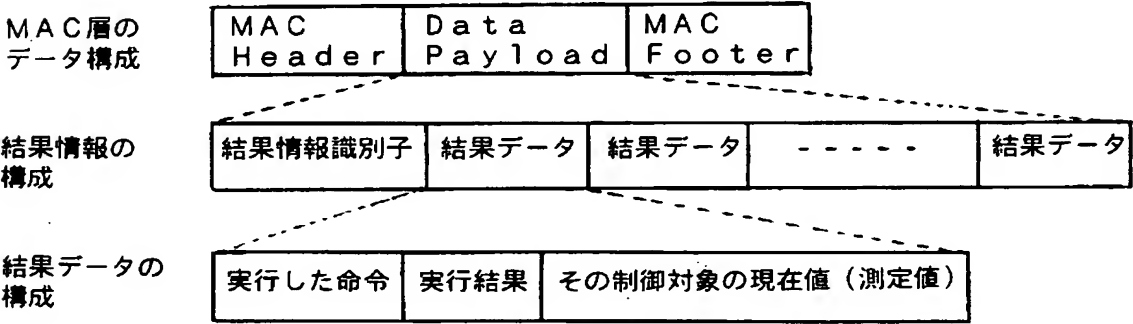 MAC層の
データ構成
MAC
Header
Data
Payload
MAC
Footer
結果情報の
構成
結果情報識別子
結果データ
結果データ
-----
結果データ
結果データの
構成
実行した命令
実行結果
その制御対象の現在値(測定値)